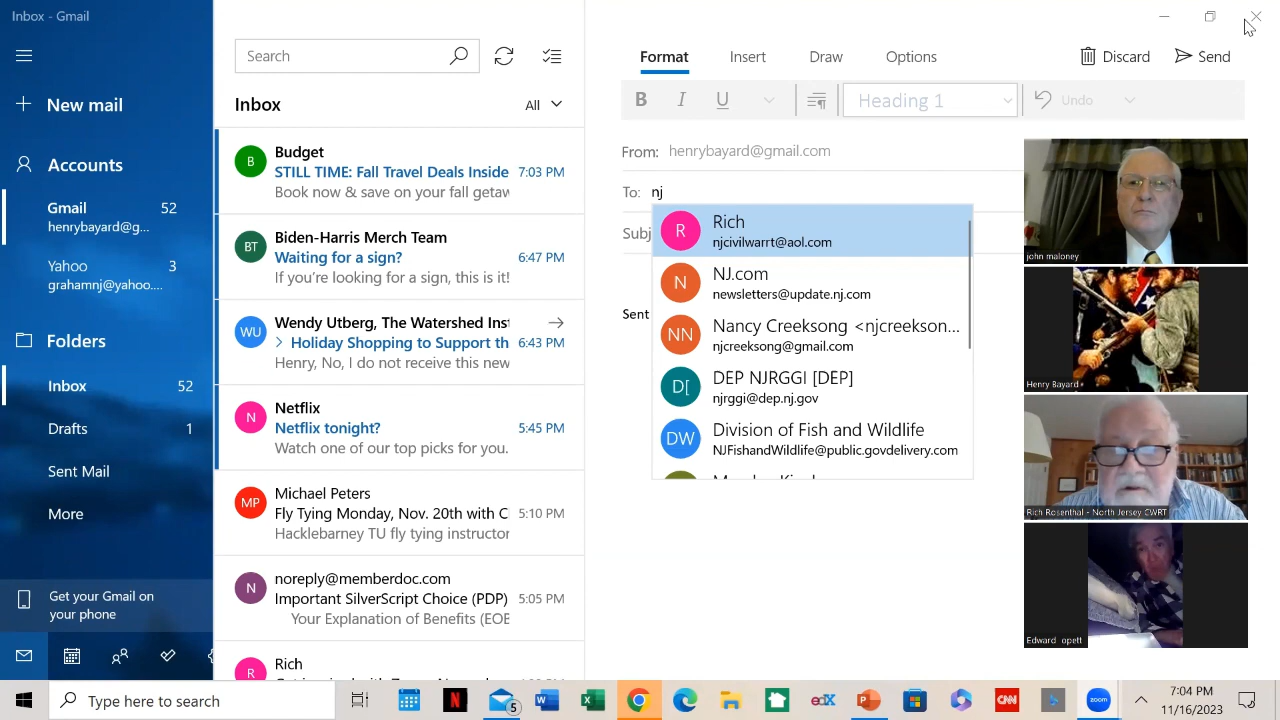 Inbox - Gmail
New mail
Accounts
Gmail 52
henrybayard@g...
Yahoo 3
grahamnj@yahoo....
Folders
Inbox 52
Drafts 1
Sent Mail
More
Get your Gmail on
your phone
Search
Inbox All
B Budget
STILL TIME: Fall Travel Deals Inside 7:03 PM
Book now & save on your fall getaw
BT Biden-Harris Merch Team
Waiting for a sign? 6:47 PM
If you're looking for a sign, this is it!
WU Wendy Utberg, The Watershed Inst
Holiday Shopping to Support th 6:43 PM
Henry, No, I do not receive this new
N Netflix
Netflix tonight? 5:45 PM
Watch one of our top picks for you.
MP Michael Peters
Fly Tying Monday, Nov. 20th with C 5:10 PM
Hacklebarney TU fly tying instructor
N noreply@memberdoc.com
Important SilverScript Choice (PDP) 5:05 PM
Your Explanation of Benefits (EOE
R Rich
Format Insert Draw Options Discard Send
B I U Heading 1 Undo
From: henrybayard@gmail.com
To: nj
Subj
Sent
R Rich
njcivilwarrt@aol.com
N NJ.com
newsletters@update.nj.com
NN Nancy Creeksong <njcreekson...
njcreeksong@gmail.com
D[ DEP NJRGGI [DEP]
njrggi@dep.nj.gov
DW Division of Fish and Wildlife
NJFishandWildlife@public.govdelivery.com
john maloney
Henry Bayard
Rich Rosenthal - North Jersey CWRT
Edward opett
Type here to search
5
edX
CNN
zoom
7:04 PM
11/16/2023